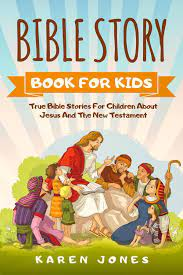 BIBLE STORY
BOOK FOR KIDS
True Bible Stories For Children About
Jesus And The New Testament
KAREN JONES